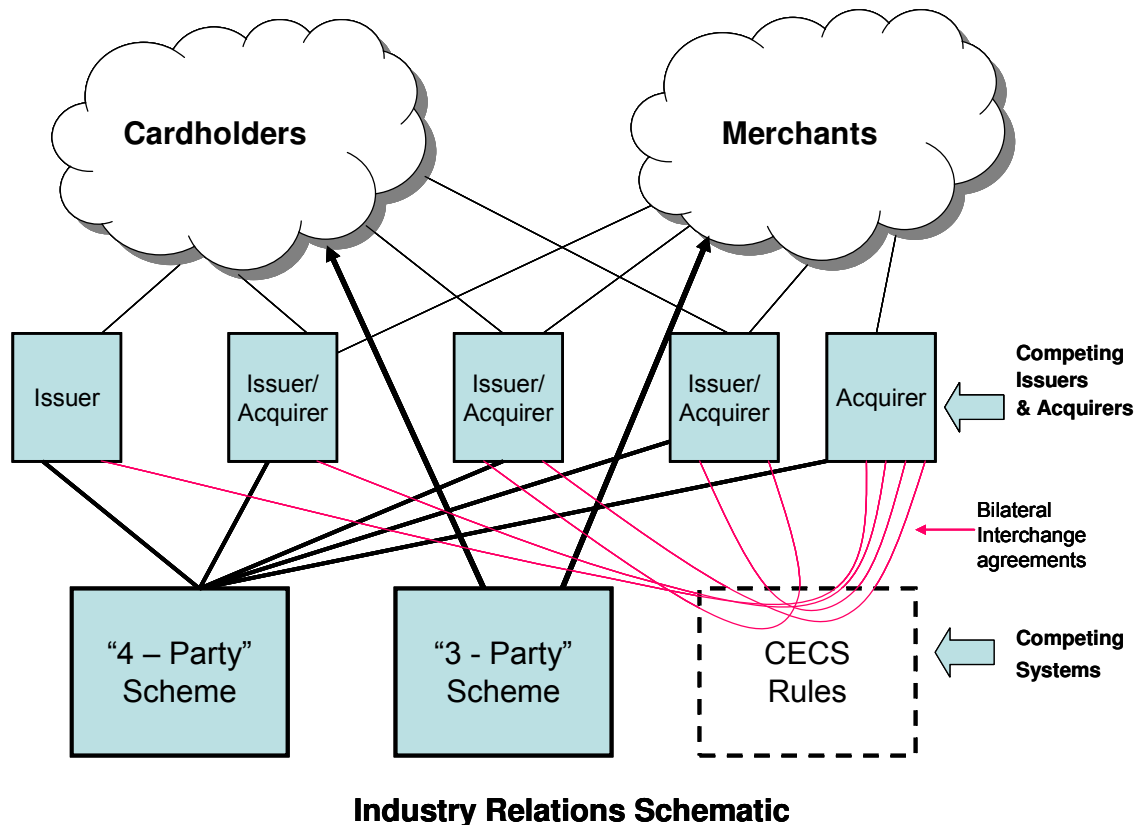 Cardholders
Merchants
Issuer
Issuer/
Acquirer
Issuer/
Acquirer
Issuer/
Acquirer
Acquirer
Competing
Issuers
& Acquirers
Bilateral
Interchange
agreements
“4 – Party”
Scheme
“3 - Party”
Scheme
CECS
Rules
Competing
Systems
Industry Relations Schematic